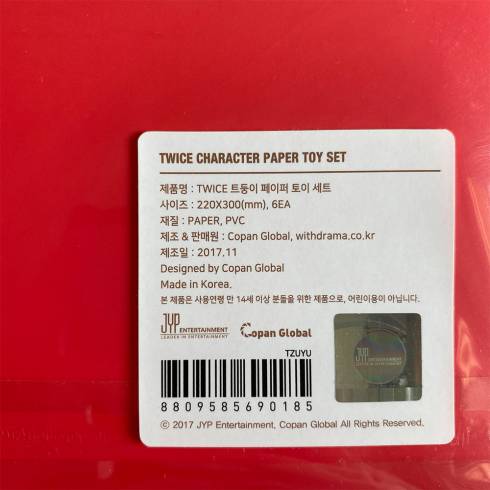 TWICE CHARACTER PAPER TOY SET
제품명 : TWICE 트둥이 페이퍼 토이 세트
사이즈 : 220X300(mm), 6EA
재질 : PAPER, PVC
제조 & 판매원 : Copan Global, withdrama.co.kr
제조일 : 2017.11
Designed by Copan Global
Made in Korea.
본 제품은 사용연령 만 14세 이상 분들을 위한 제품으로, 어린이용이 아닙니다.
JYP ENTERTAINMENT
LEADER IN ENTERTAINMENT
Copan Global
JYP ENTERTAINMENT
LEADER IN ENTERTAINMENT
TZUYU
8809585690185
ⓒ 2017 JYP Entertainment, Copan Global All Rights Reserved.